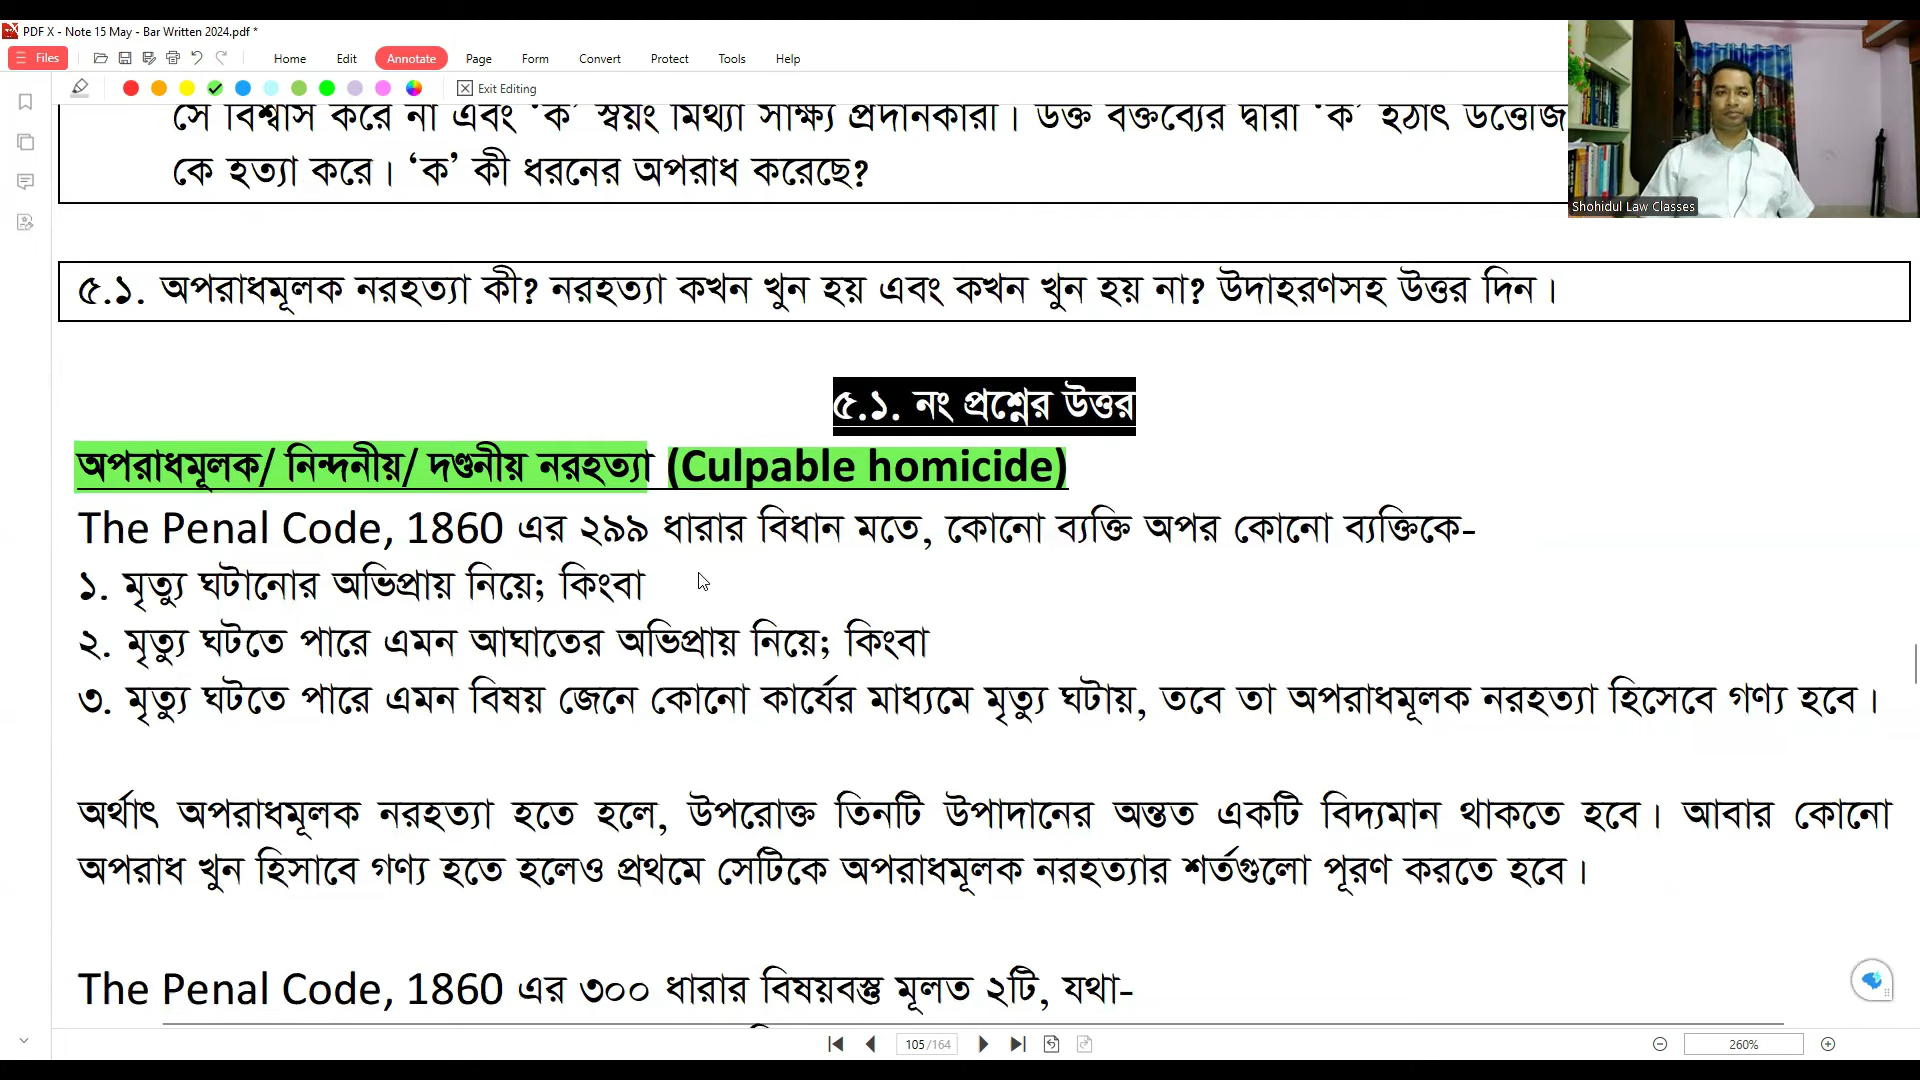 PDF X - Note 15 May - Bar Written 2024.pdf *
Files Home Edit Annotate Page Form Convert Protect Tools Help
Exit Editing
সে বিশ্বাস করে না এবং ‘ক’ স্বয়ং মিথ্যা সাক্ষ্য প্রদানকারী। উক্ত বক্তব্যের দ্বারা ‘ক’ হঠাৎ উত্তেজ
কে হত্যা করে। ‘ক’ কী ধরনের অপরাধ করেছে?
Shohidul Law Classes
৫.১. অপরাধমূলক নরহত্যা কী? নরহত্যা কখন খুন হয় এবং কখন খুন হয় না? উদাহরণসহ উত্তর দিন।
৫.১. নং প্রশ্নের উত্তর
অপরাধমূলক/ নিন্দনীয়/ দণ্ডনীয় নরহত্যা (Culpable homicide)
The Penal Code, 1860 এর ২৯৯ ধারার বিধান মতে, কোনো ব্যক্তি অপর কোনো ব্যক্তিকে-
১. মৃত্যু ঘটানোর অভিপ্রায় নিয়ে; কিংবা
২. মৃত্যু ঘটতে পারে এমন আঘাতের অভিপ্রায় নিয়ে; কিংবা
৩. মৃত্যু ঘটতে পারে এমন বিষয় জেনে কোনো কার্যের মাধ্যমে মৃত্যু ঘটায়, তবে তা অপরাধমূলক নরহত্যা হিসেবে গণ্য হবে।
অর্থাৎ অপরাধমূলক নরহত্যা হতে হলে, উপরোক্ত তিনটি উপাদানের অন্তত একটি বিদ্যমান থাকতে হবে। আবার কোনো
অপরাধ খুন হিসাবে গণ্য হতে হলেও প্রথমে সেটিকে অপরাধমূলক নরহত্যার শর্তগুলো পূরণ করতে হবে।
The Penal Code, 1860 এর ৩০০ ধারার বিষয়বস্তু মূলত ২টি, যথা-
105 /164
260%